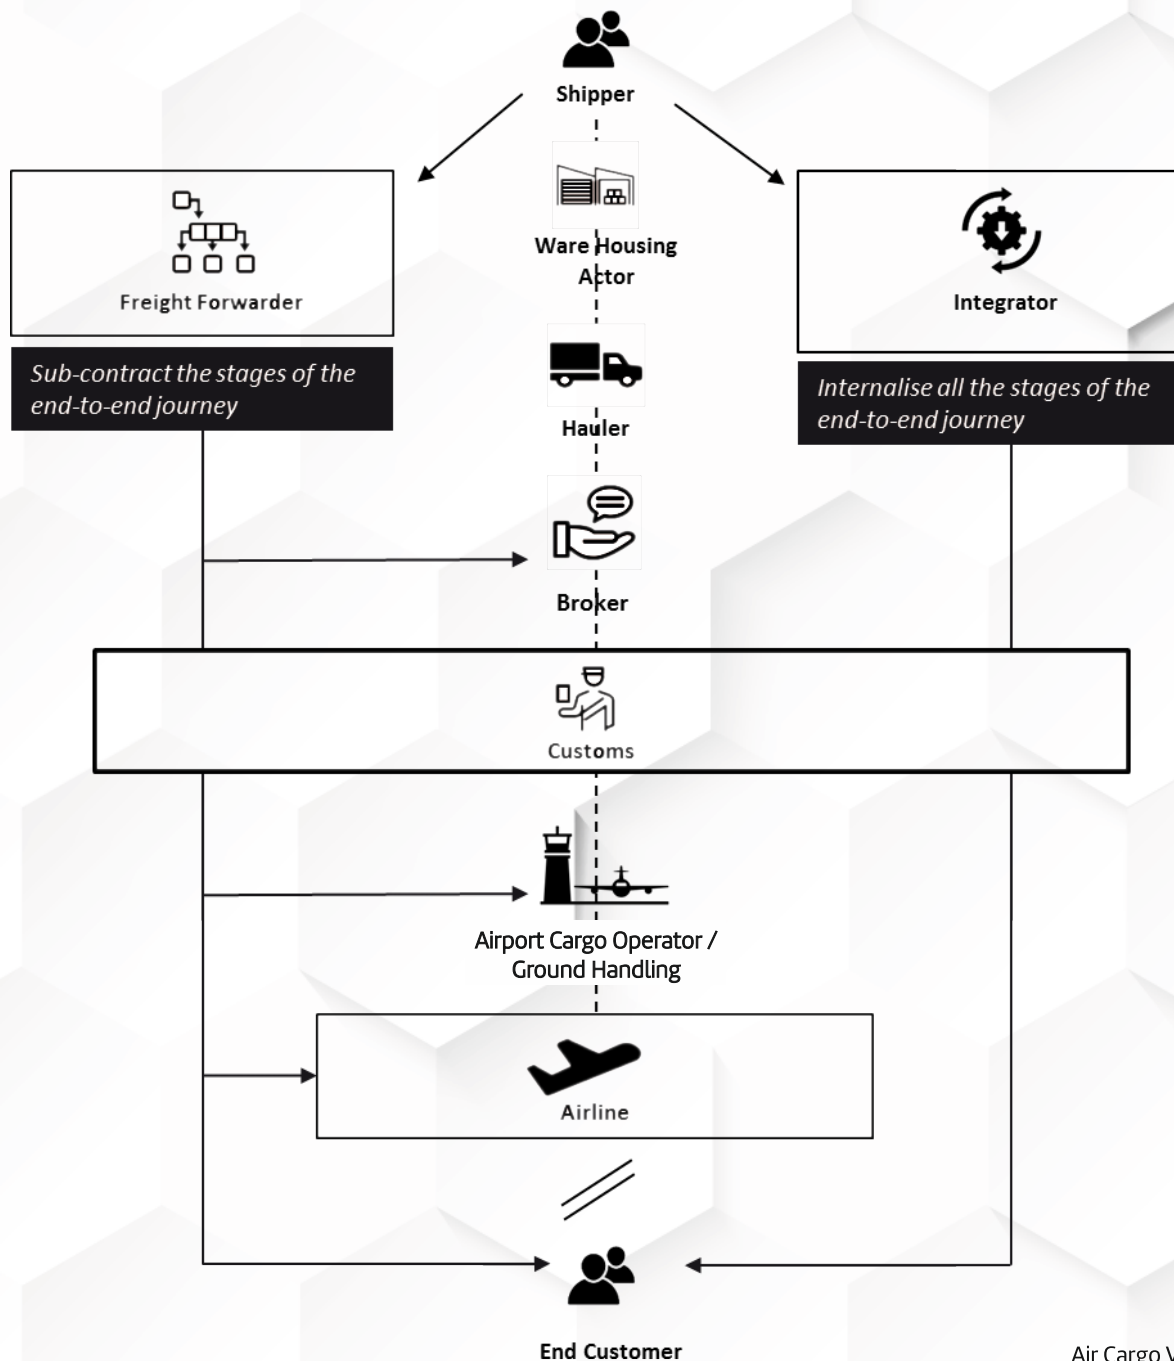 Shipper
Ware Housing
Actor
Freight Forwarder
Integrator
Sub-contract the stages of the
end-to-end journey
Internalise all the stages of the
end-to-end journey
Hauler
Broker
Customs
Airport Cargo Operator /
Ground Handling
Airline
End Customer
Air Cargo